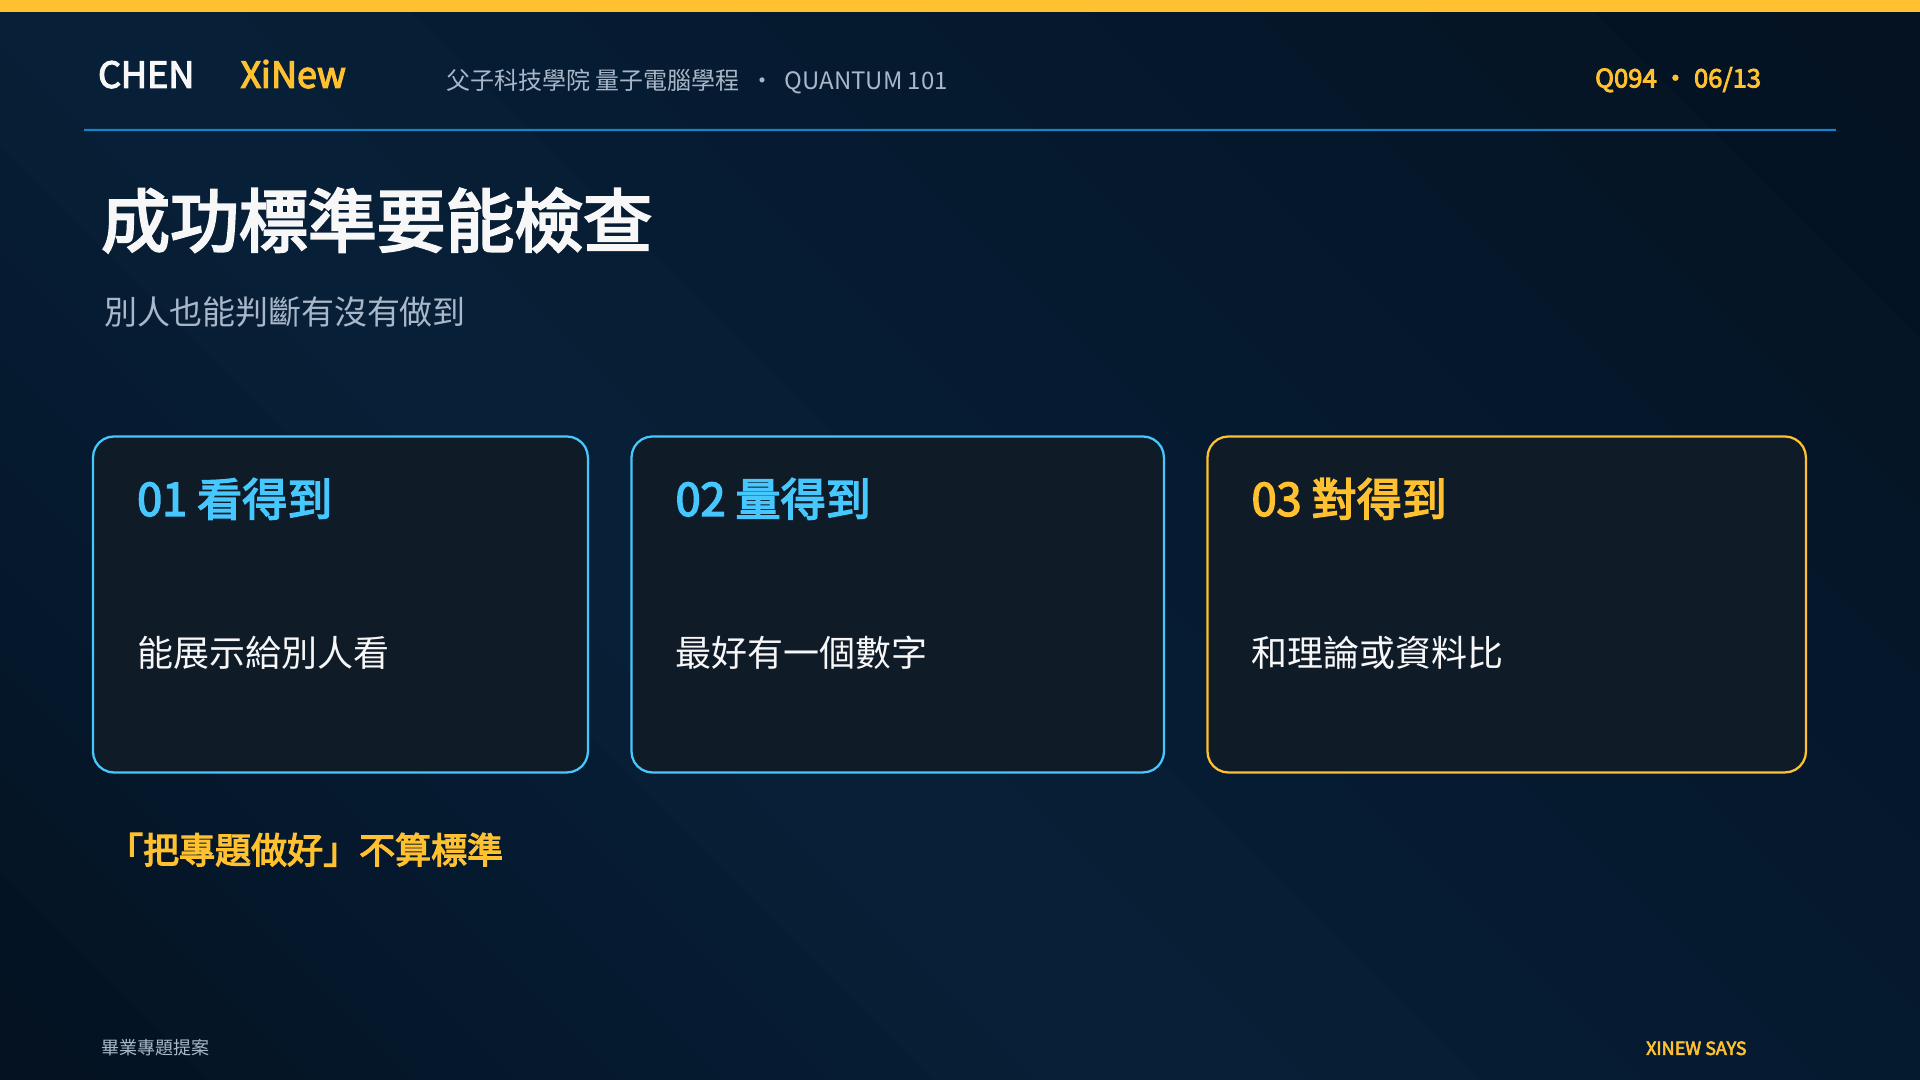 CHEN XiNew 父子科技學院 量子電腦學程 • QUANTUM 101 Q094 • 06/13
成功標準要能檢查
別人也能判斷有沒有做到
01 看得到
能展示給別人看
02 量得到
最好有一個數字
03 對得到
和理論或資料比
「把專題做好」不算標準
畢業專題提案
XINEW SAYS